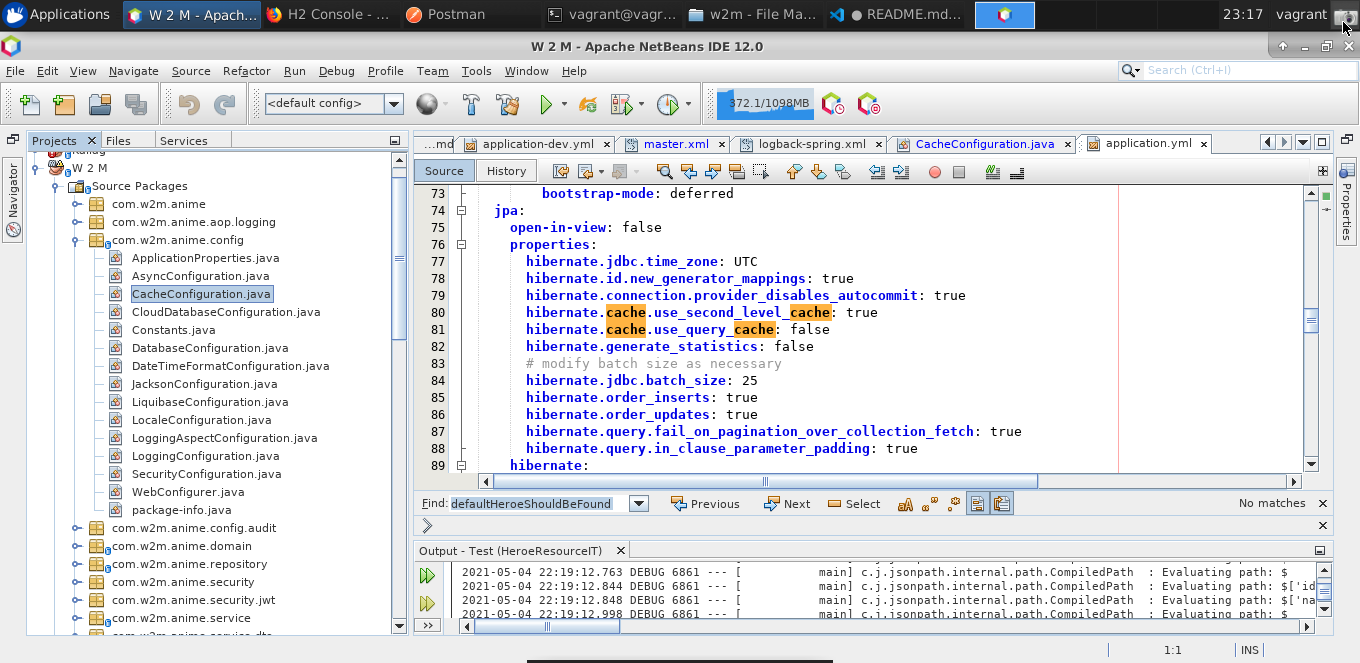 Applications
W 2 M - Apach...
H2 Console - ...
Postman
vagrant@vagr...
w2m - File Ma...
README.md...
23:17
vagrant
W 2 M - Apache NetBeans IDE 12.0
File Edit View Navigate Source Refactor Run Debug Profile Team Tools Window Help
Search (Ctrl+I)
<default config>
372.1/1098MB
Projects
Files
Services
Navigator
W 2 M
Source Packages
com.w2m.anime
com.w2m.anime.aop.logging
com.w2m.anime.config
ApplicationProperties.java
AsyncConfiguration.java
CacheConfiguration.java
CloudDatabaseConfiguration.java
Constants.java
DatabaseConfiguration.java
DateTimeFormatConfiguration.java
JacksonConfiguration.java
LiquibaseConfiguration.java
LocaleConfiguration.java
LoggingAspectConfiguration.java
LoggingConfiguration.java
SecurityConfiguration.java
WebConfigurer.java
package-info.java
com.w2m.anime.config.audit
com.w2m.anime.domain
com.w2m.anime.repository
com.w2m.anime.security
com.w2m.anime.security.jwt
com.w2m.anime.service
...md
application-dev.yml
master.xml
logback-spring.xml
CacheConfiguration.java
application.yml
Source
History
Properties
73 bootstrap-mode: deferred
74 jpa:
75 open-in-view: false
76 properties:
77 hibernate.jdbc.time_zone: UTC
78 hibernate.id.new_generator_mappings: true
79 hibernate.connection.provider_disables_autocommit: true
80 hibernate.cache.use_second_level_cache: true
81 hibernate.cache.use_query_cache: false
82 hibernate.generate_statistics: false
83 # modify batch size as necessary
84 hibernate.jdbc.batch_size: 25
85 hibernate.order_inserts: true
86 hibernate.order_updates: true
87 hibernate.query.fail_on_pagination_over_collection_fetch: true
88 hibernate.query.in_clause_parameter_padding: true
89 hibernate:
Find: defaultHeroeShouldBeFound
Previous
Next
Select
No matches
Output - Test (HeroeResourceIT)
2021-05-04 22:19:12.763 DEBUG 6861 --- [ main] c.j.jsonpath.internal.path.CompiledPath : Evaluating path: $
2021-05-04 22:19:12.844 DEBUG 6861 --- [ main] c.j.jsonpath.internal.path.CompiledPath : Evaluating path: $['id
2021-05-04 22:19:12.848 DEBUG 6861 --- [ main] c.j.jsonpath.internal.path.CompiledPath : Evaluating path: $['na
2021-05-04 22:19:12.998 DEBUG 6861 --- [ main] c.j.jsonpath.internal.path.CompiledPath : Evaluating path: $
1:1
INS